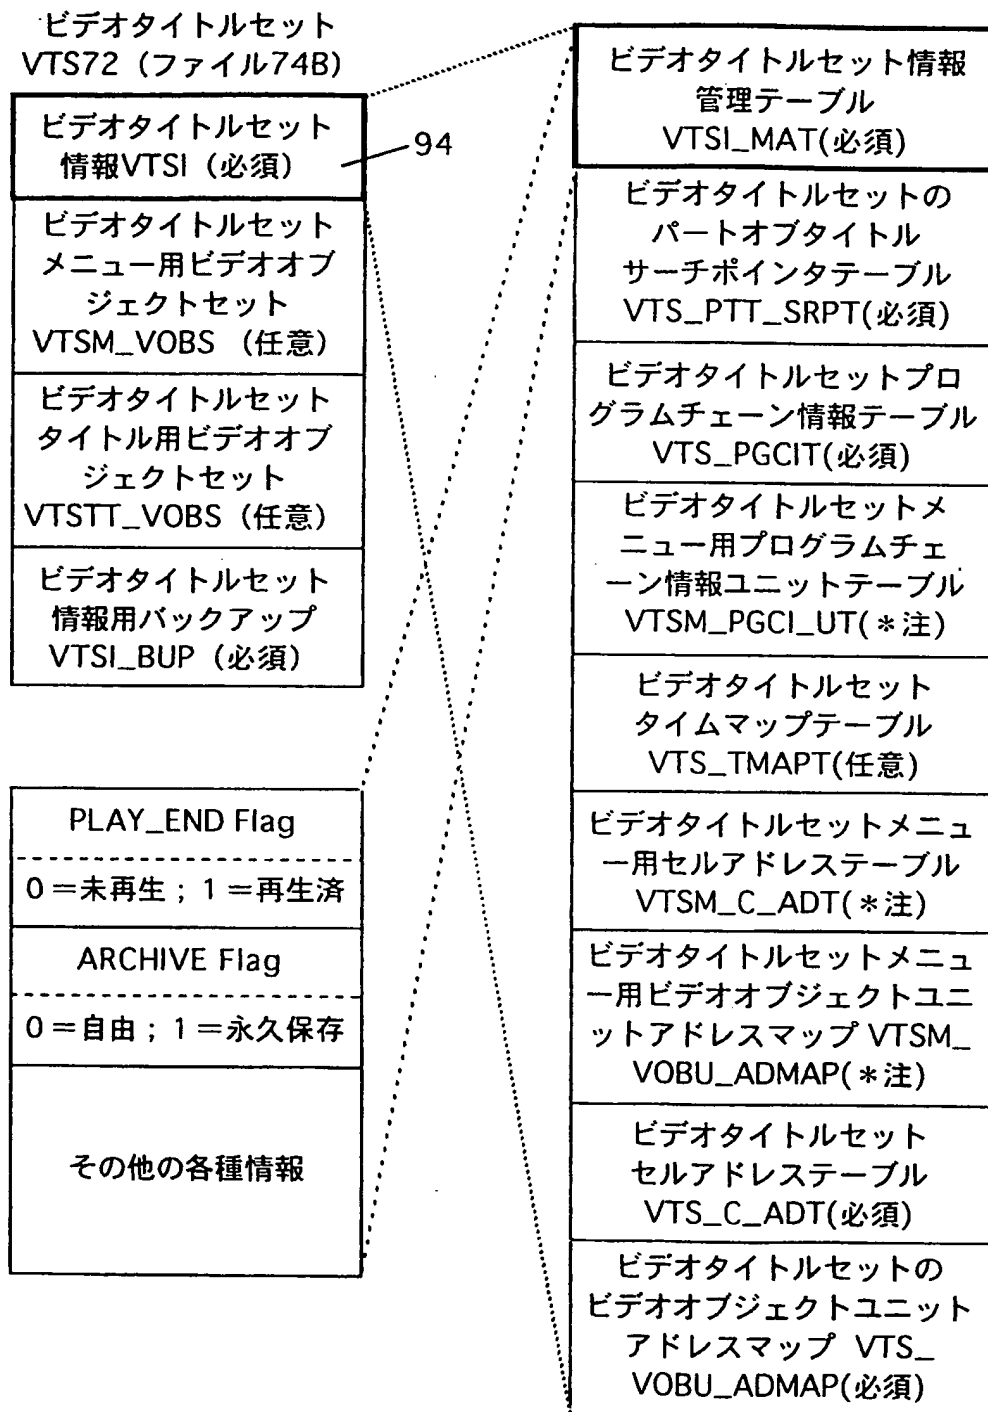 ビデオタイトルセット
VTS72（ファイル74B）
ビデオタイトルセット
情報VTSI（必須）
94
ビデオタイトルセット
メニュー用ビデオオブ
ジェクトセット
VTSM_VOBS （任意）
ビデオタイトルセット
タイトル用ビデオオブ
ジェクトセット
VTSTT_VOBS（任意）
ビデオタイトルセット
情報用バックアップ
VTSI_BUP（必須）
PLAY_END Flag
0＝未再生；1＝再生済
ARCHIVE Flag
0＝自由；1＝永久保存
その他の各種情報
ビデオタイトルセット情報
管理テーブル
VTSI_MAT(必須)
ビデオタイトルセットの
パートオブタイトル
サーチポインタテーブル
VTS_PTT_SRPT(必須)
ビデオタイトルセットプロ
グラムチェーン情報テーブル
VTS_PGCIT(必須)
ビデオタイトルセットメ
ニュー用プログラムチェ
ーン情報ユニットテーブル
VTSM_PGCI_UT(＊注)
ビデオタイトルセット
タイムマップテーブル
VTS_TMAPT(任意)
ビデオタイトルセットメニュ
ー用セルアドレステーブル
VTSM_C_ADT(＊注)
ビデオタイトルセットメニュ
ー用ビデオオブジェクトユニ
ットアドレスマップ VTSM_
VOBU_ADMAP(＊注)
ビデオタイトルセット
セルアドレステーブル
VTS_C_ADT(必須)
ビデオタイトルセットの
ビデオオブジェクトユニット
アドレスマップ VTS_
VOBU_ADMAP(必須)